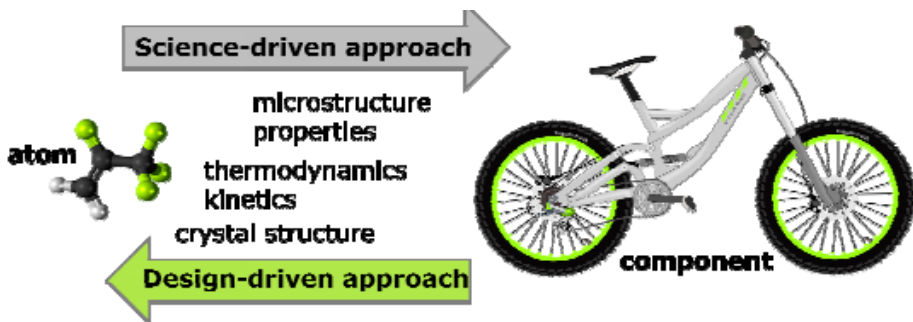 Science-driven approach
microstructure
properties
atom
thermodynamics
kinetics
crystal structure
component
Design-driven approach